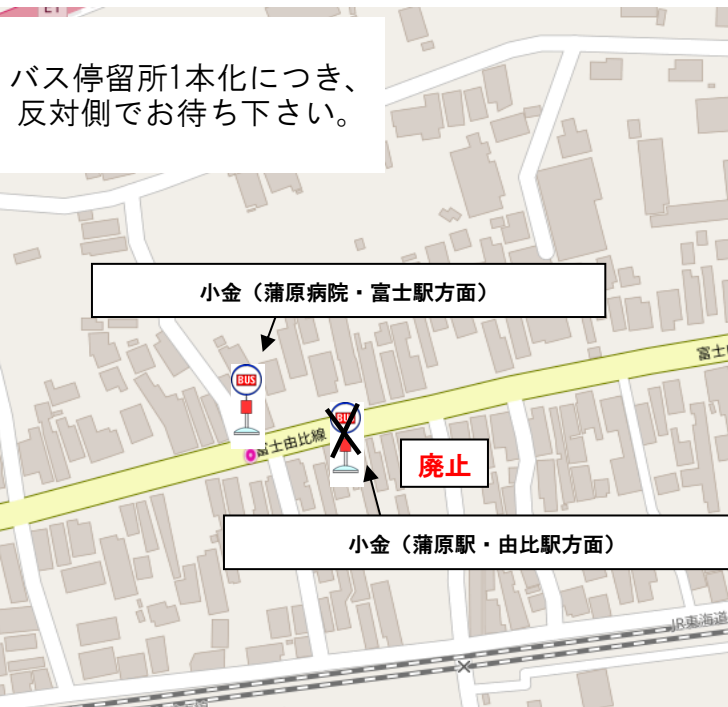 E1
バス停留所1本化につき、
反対側でお待ち下さい。
小金（蒲原病院・富士駅方面）
富士
BUS
BUS
富士由比線
廃止
小金（蒲原駅・由比駅方面）
JR東海道